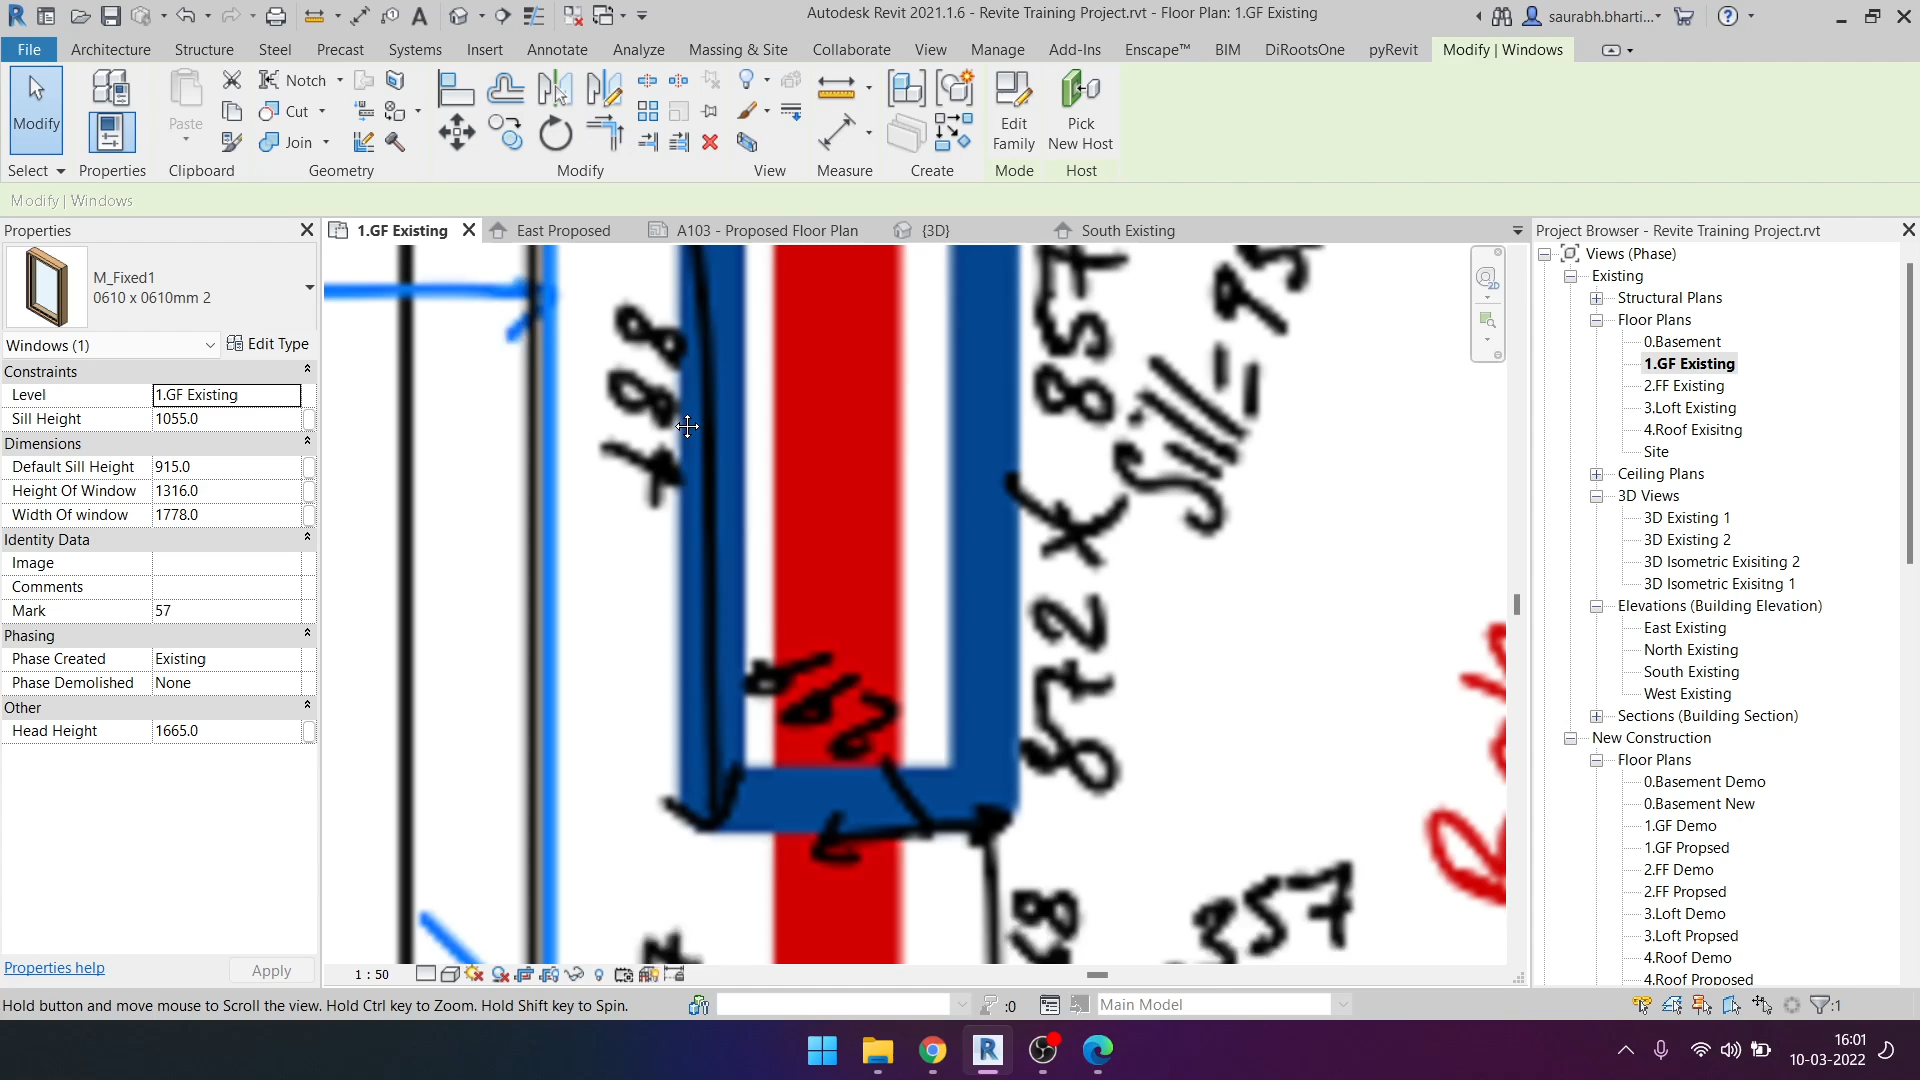 Autodesk Revit 2021.1.6 - Revite Training Project.rvt - Floor Plan: 1.GF Existing
saurabh.bharti...
File Architecture Structure Steel Precast Systems Insert Annotate Analyze Massing & Site Collaborate View Manage Add-Ins Enscape™ BIM DiRootsOne pyRevit Modify | Windows
Modify
Paste
Notch
Cut
Join
Edit Family
Pick New Host
Select Properties Clipboard Geometry Modify View Measure Create Mode Host
Modify | Windows
Properties
1.GF Existing East Proposed A103 - Proposed Floor Plan {3D} South Existing
Project Browser - Revite Training Project.rvt
M_Fixed1
0610 x 0610mm 2
Windows (1) Edit Type
Constraints
Level 1.GF Existing
Sill Height 1055.0
Dimensions
Default Sill Height 915.0
Height Of Window 1316.0
Width Of window 1778.0
Identity Data
Image
Comments
Mark 57
Phasing
Phase Created Existing
Phase Demolished None
Other
Head Height 1665.0
Properties help Apply
572 x 857
Sill-
357
Views (Phase)
Existing
Structural Plans
Floor Plans
0.Basement
1.GF Existing
2.FF Existing
3.Loft Existing
4.Roof Exisitng
Site
Ceiling Plans
3D Views
3D Existing 1
3D Existing 2
3D Isometric Exisiting 2
3D Isometric Exisitng 1
Elevations (Building Elevation)
East Existing
North Existing
South Existing
West Existing
Sections (Building Section)
New Construction
Floor Plans
0.Basement Demo
0.Basement New
1.GF Demo
1.GF Propsed
2.FF Demo
2.FF Propsed
3.Loft Demo
3.Loft Propsed
4.Roof Demo
4.Roof Proposed
1 : 50
Hold button and move mouse to Scroll the view. Hold Ctrl key to Zoom. Hold Shift key to Spin.
:0
Main Model
:1
16:01
10-03-2022